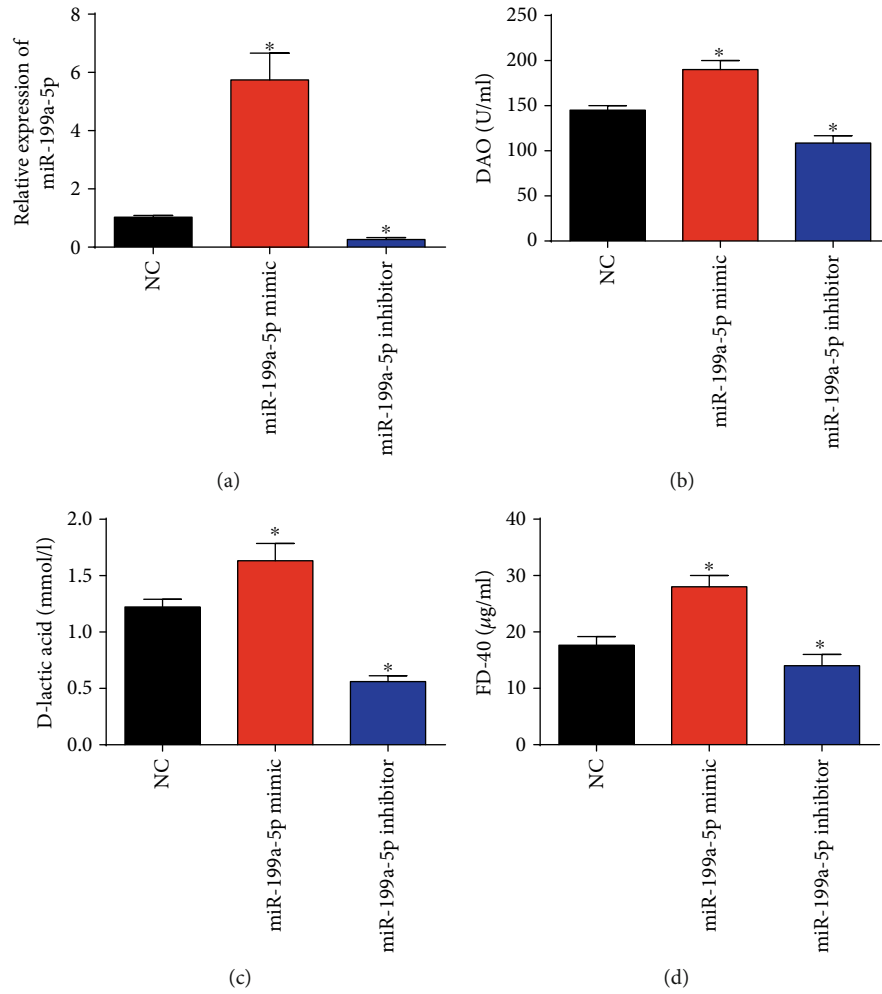 Relative expression of
miR-199a-5p
8
6
4
2
0
*
*
NC
miR-199a-5p mimic
miR-199a-5p inhibitor
(a)
DAO (U/ml)
250
200
150
100
50
0
*
*
NC
miR-199a-5p mimic
miR-199a-5p inhibitor
(b)
D-lactic acid (mmol/l)
2.0
1.5
1.0
0.5
0.0
*
*
NC
miR-199a-5p mimic
miR-199a-5p inhibitor
(c)
FD-40 (μg/ml)
40
30
20
10
0
*
*
NC
miR-199a-5p mimic
miR-199a-5p inhibitor
(d)